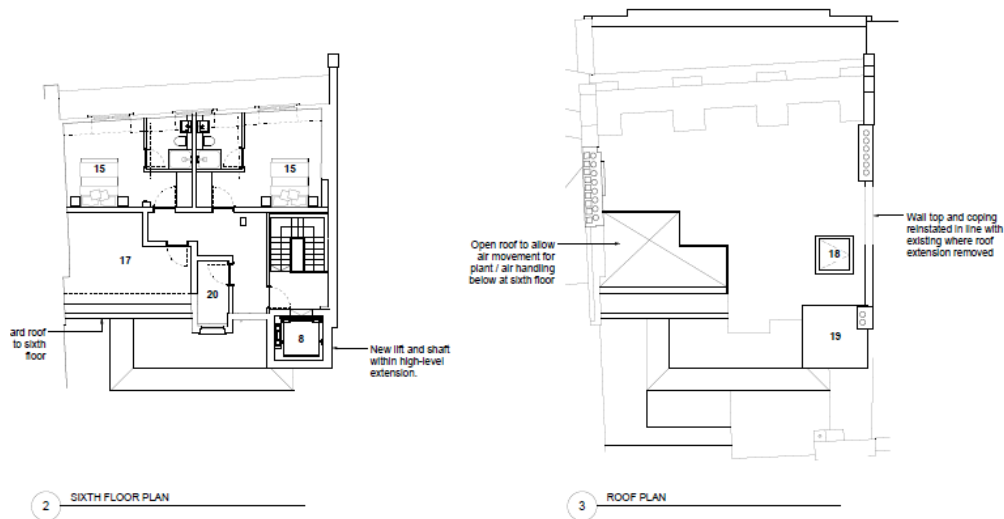 15
15
17
20
8
ard roof
to sixth
floor
New lift and shaft
within high-level
extension.
2
SIXTH FLOOR PLAN
Open roof to allow
air movement for
plant / air handling
below at sixth floor
Wall top and coping
reinstated in line with
existing where roof
extension removed
18
19
3
ROOF PLAN